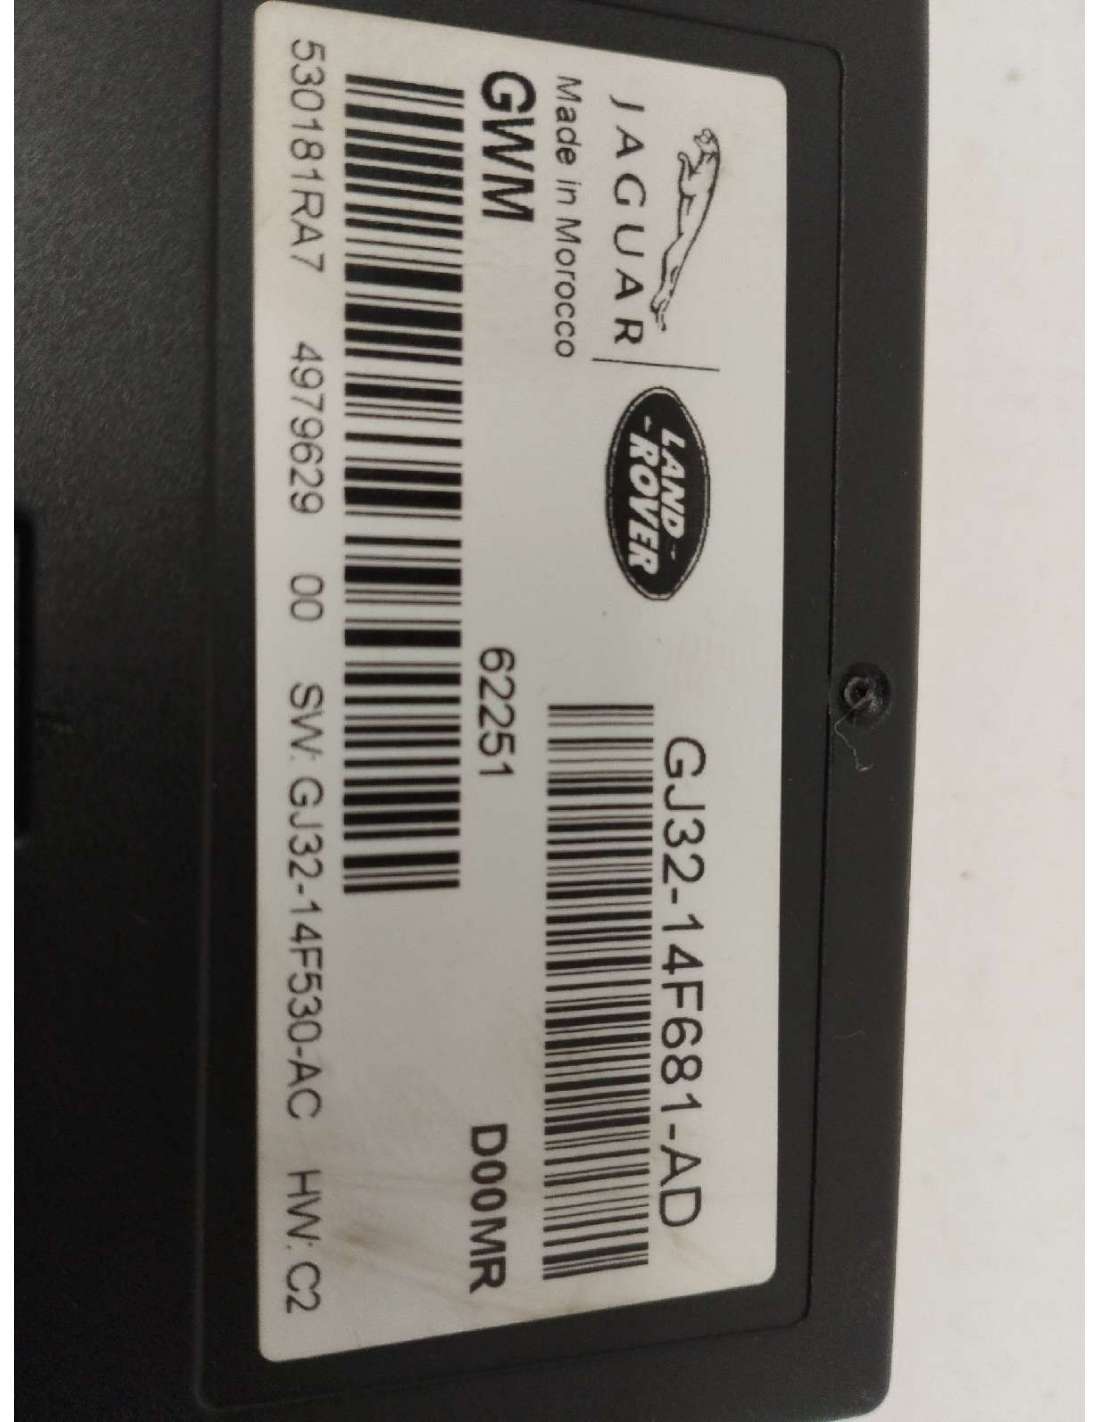 JAGUAR
LAND
ROVER
GJ32-14F681-AD
Made in Morocco
GWM
62251
D00MR
530181RA7 4979629 00 SW: GJ32-14F530-AC HW: C2